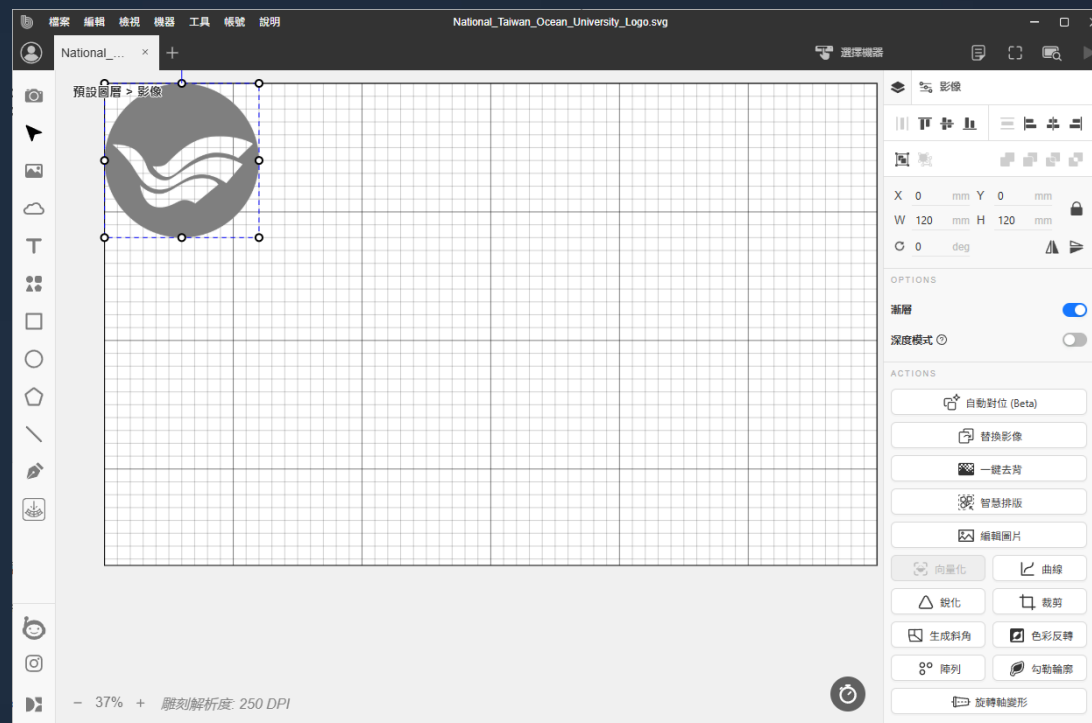 檔案 編輯 檢視 機器 工具 帳號 說明
National_Taiwan_Ocean_University_Logo.svg
National_... ×
選擇機器
預設圖層 > 影像
影像
X 0 mm Y 0 mm
W 120 mm H 120 mm
0 deg
OPTIONS
漸層
深度模式
ACTIONS
自動對位 (Beta)
替換影像
一鍵去背
智慧排版
編輯圖片
向量化 曲線
銳化 裁剪
生成斜角 色彩反轉
陣列 勾勒輪廓
旋轉軸變形
− 37% + 雕刻解析度: 250 DPI